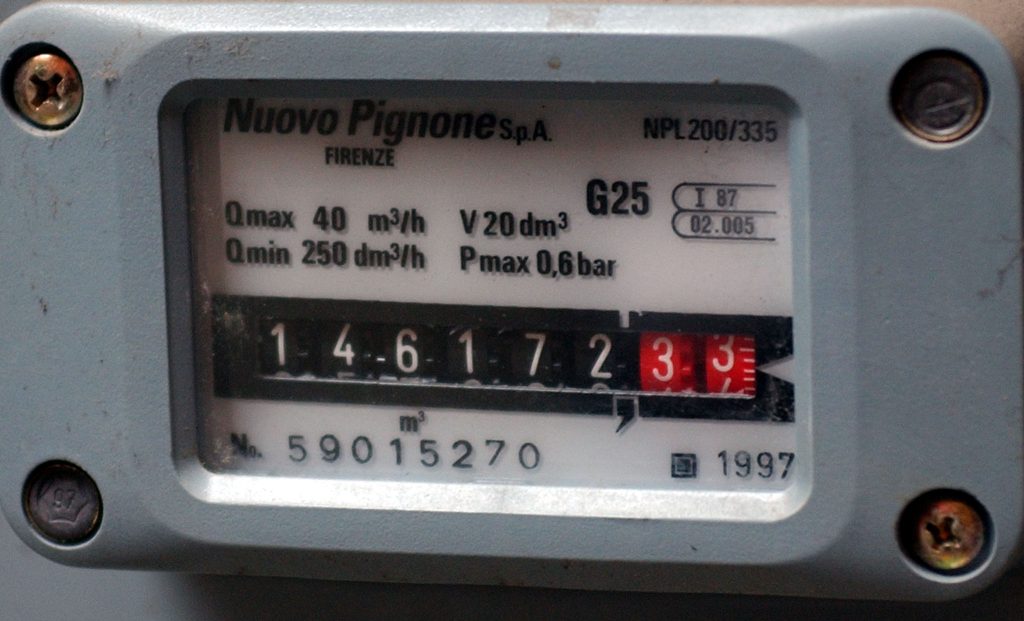 Nuovo Pignone S.p.A. NPL200/335
FIRENZE
G25 I 87
02.005
Qmax 40 m³/h V 20 dm³
Qmin 250 dm³/h Pmax 0,6 bar
1 4 6 1 7 2 3 3
m³
No. 59015270 1997
97